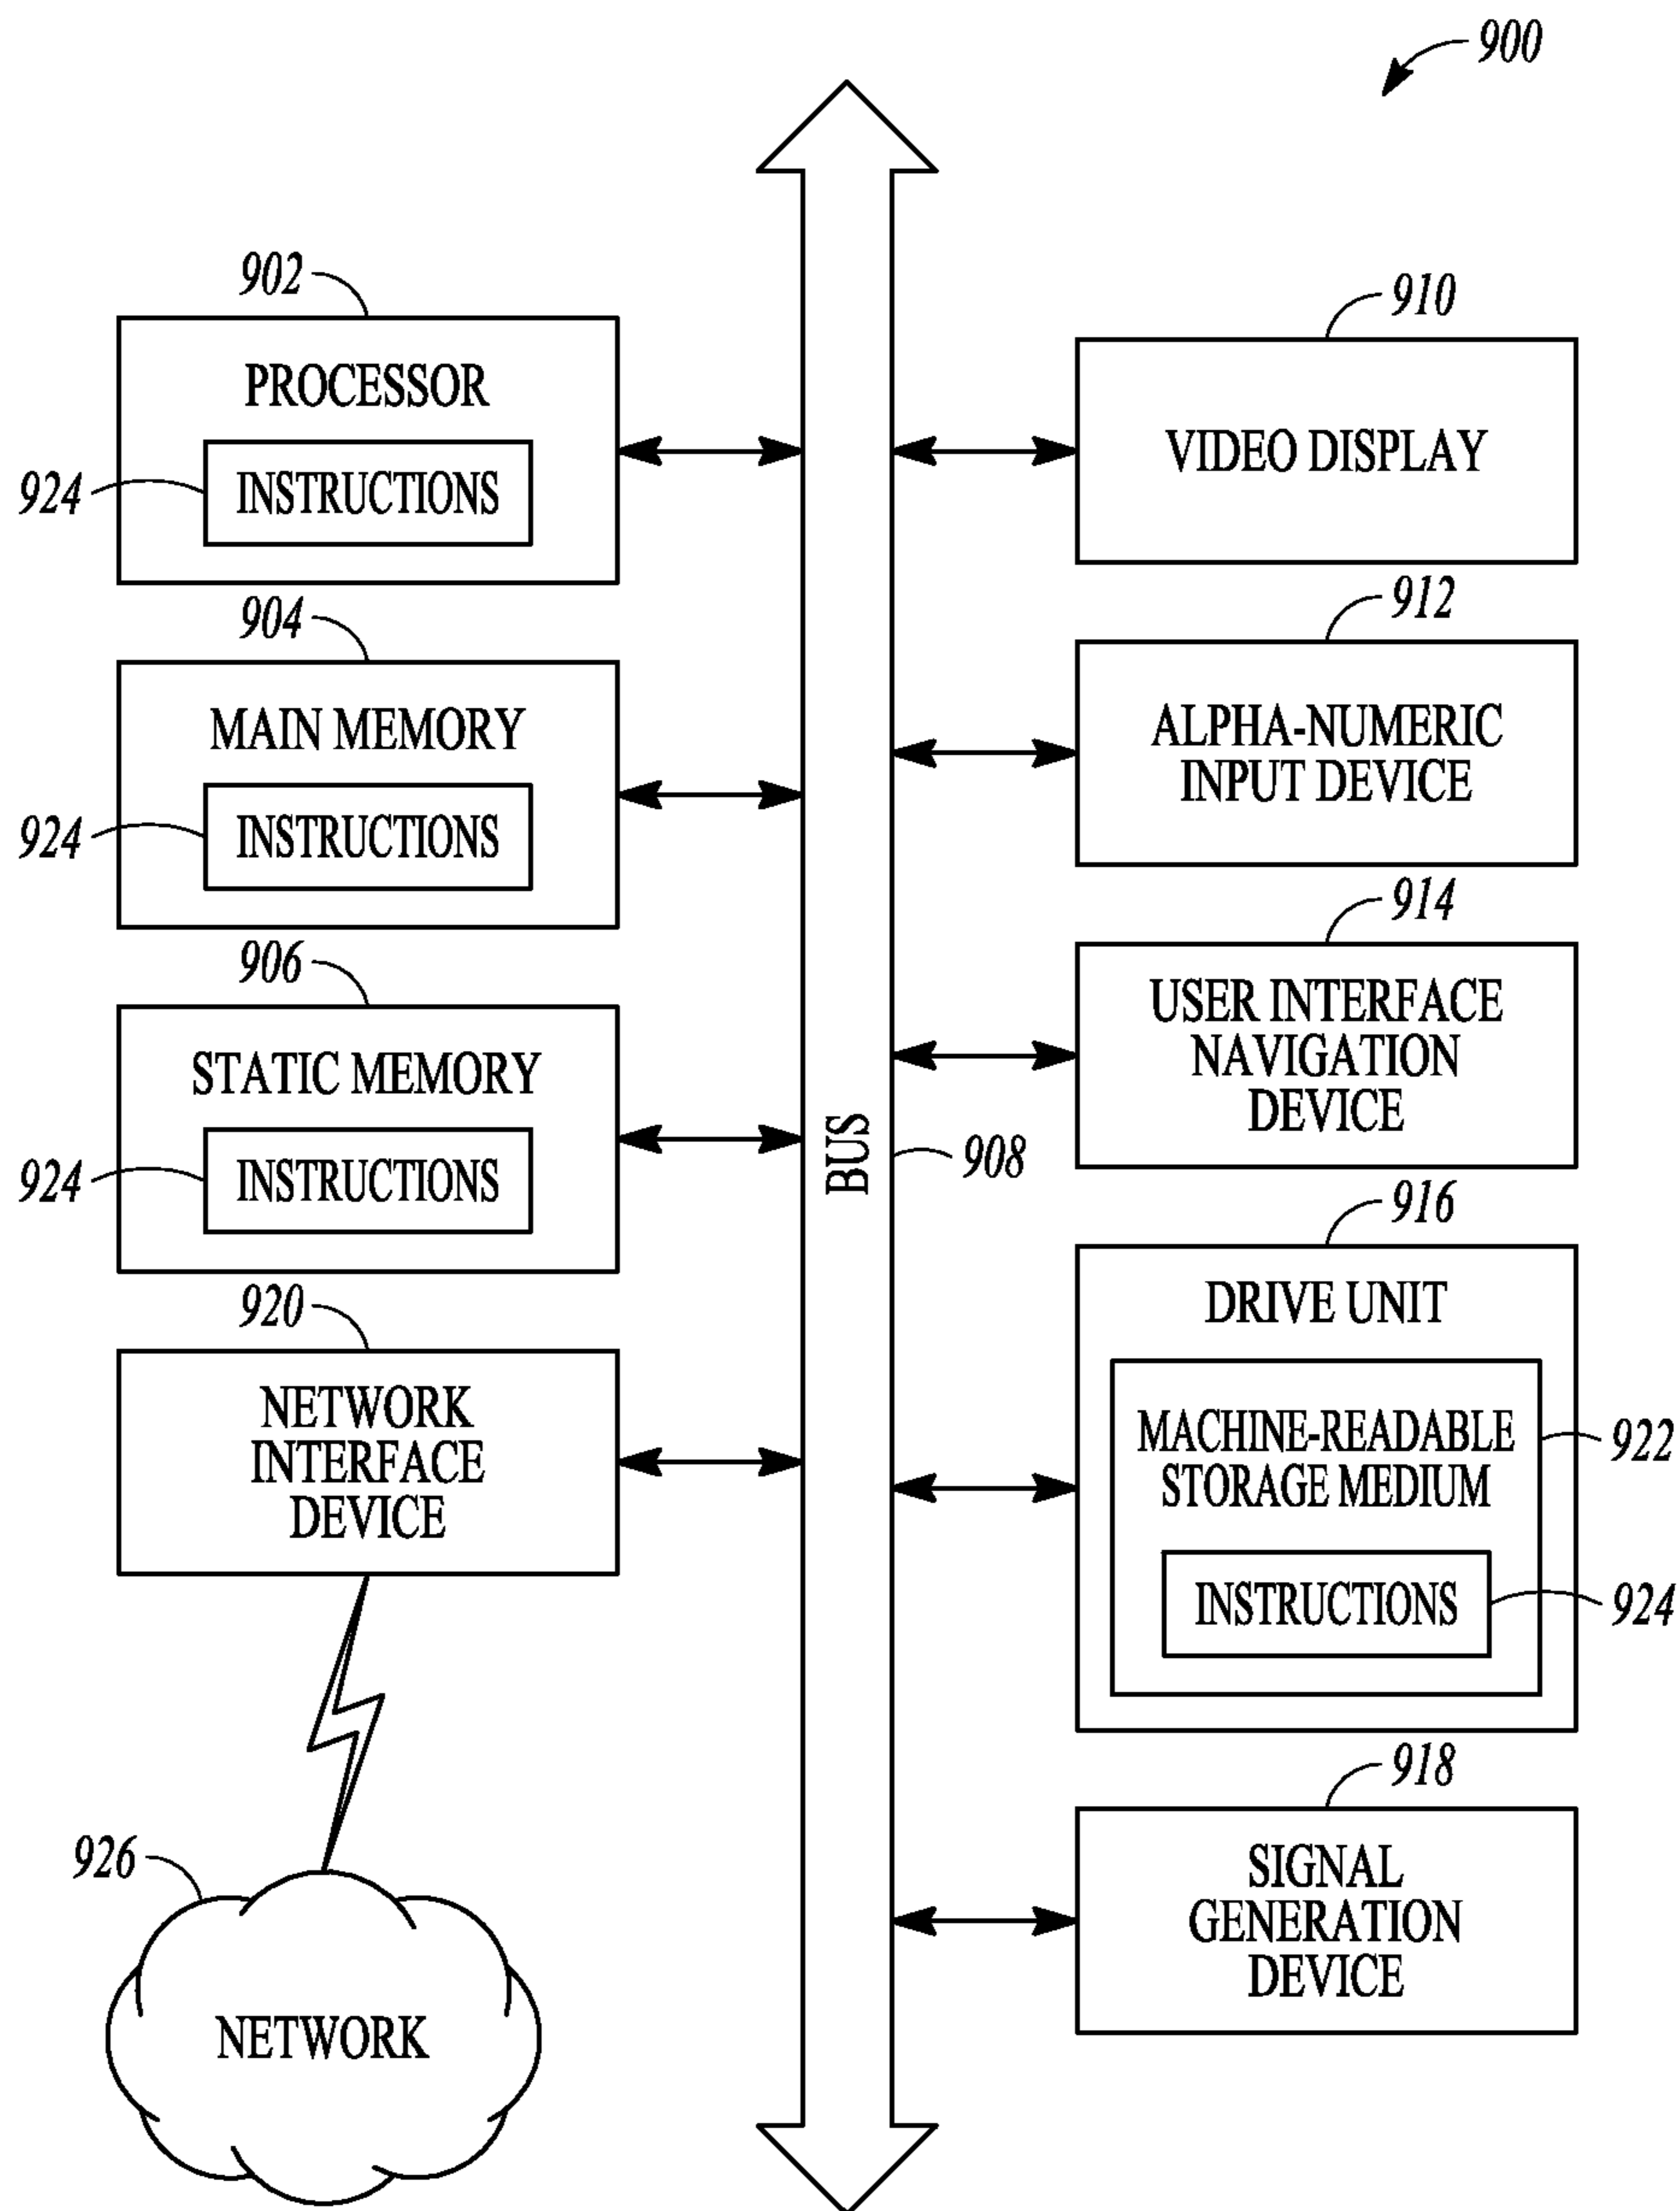 900
902
PROCESSOR
924
INSTRUCTIONS
904
MAIN MEMORY
924
INSTRUCTIONS
906
STATIC MEMORY
924
INSTRUCTIONS
920
NETWORK
INTERFACE
DEVICE
926
NETWORK
BUS
908
910
VIDEO DISPLAY
912
ALPHA-NUMERIC
INPUT DEVICE
914
USER INTERFACE
NAVIGATION
DEVICE
916
DRIVE UNIT
MACHINE-READABLE
STORAGE MEDIUM
922
INSTRUCTIONS
924
918
SIGNAL
GENERATION
DEVICE